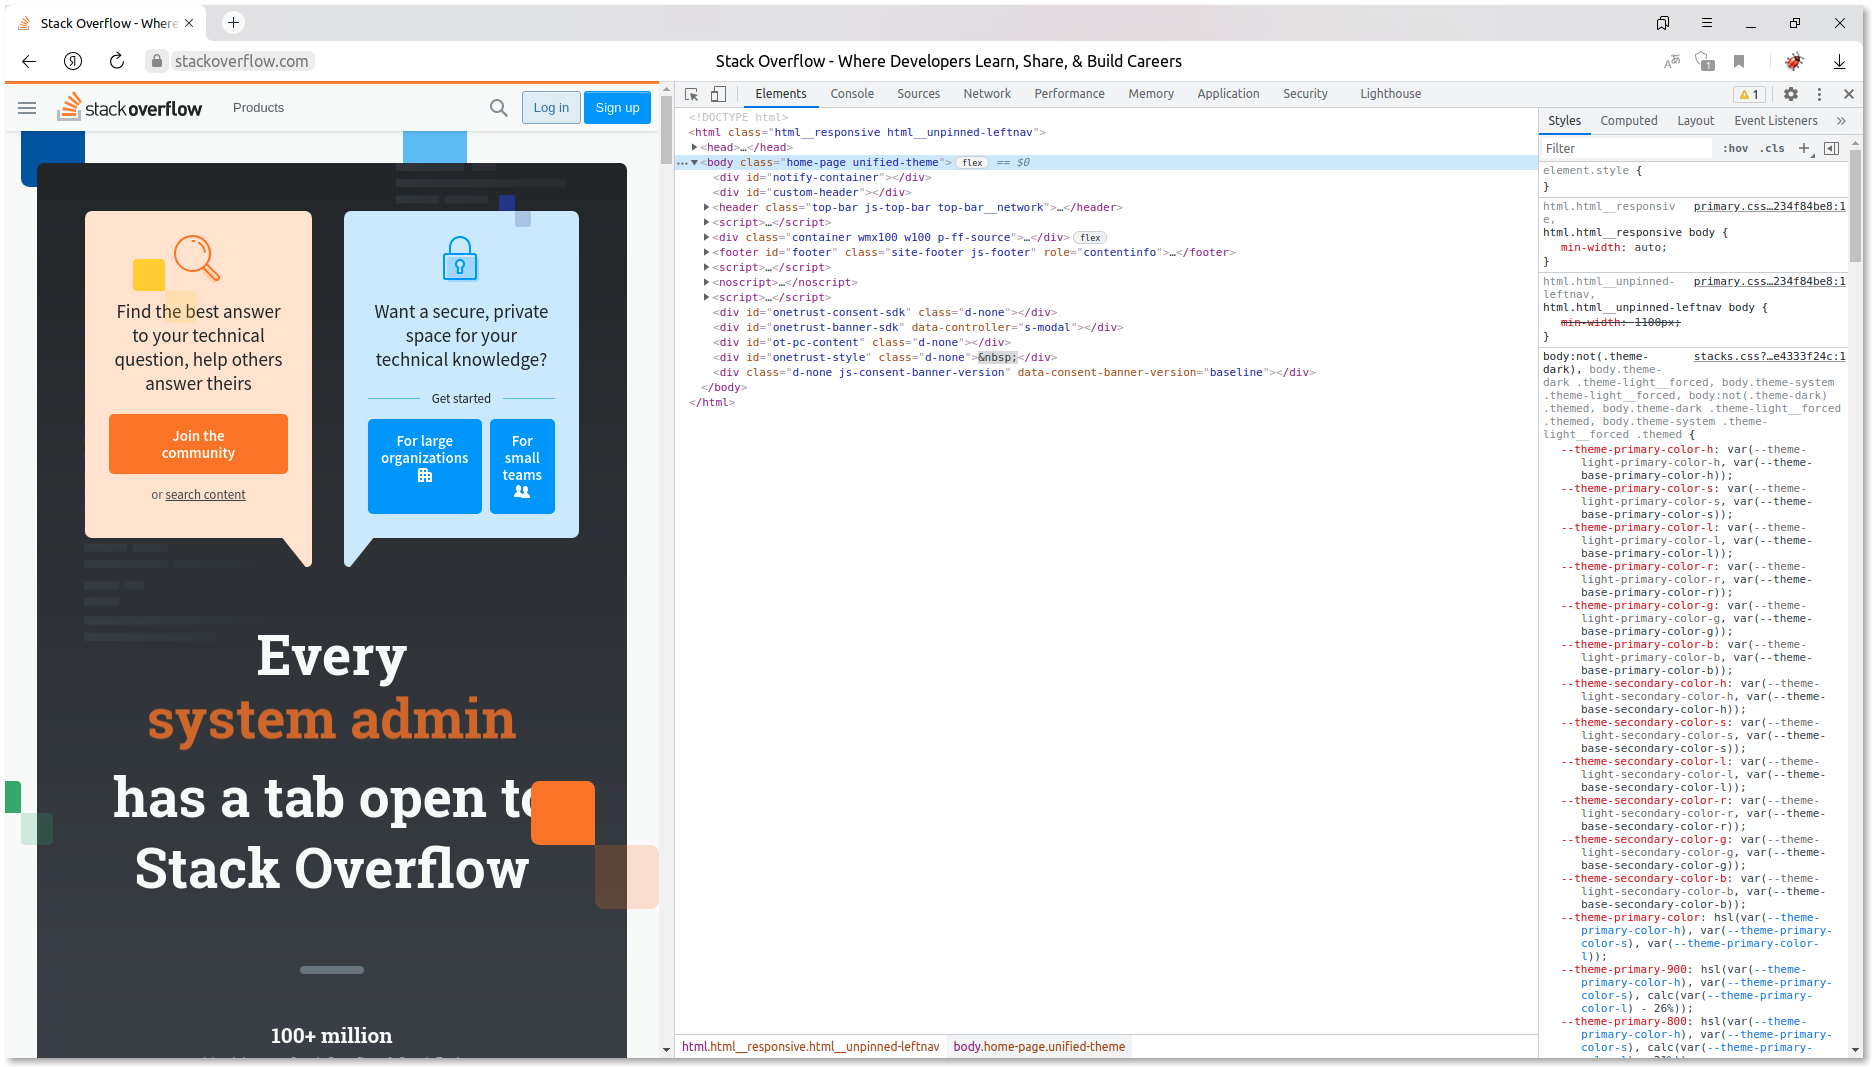 Stack Overflow - Where
stackoverflow.com
Stack Overflow - Where Developers Learn, Share, & Build Careers
1
stackoverflow
Products
Log in
Sign up
Find the best answer
to your technical
question, help others
answer theirs
Join the
community
or search content
Want a secure, private
space for your
technical knowledge?
Get started
For large
organizations
For
small
teams
Every
system admin
has a tab open to
Stack Overflow
100+ million
Elements Console Sources Network Performance Memory Application Security Lighthouse
1
<!DOCTYPE html>
<html class="html__responsive html__unpinned-leftnav">
<head>…</head>
<body class="home-page unified-theme"> flex == $0
<div id="notify-container"></div>
<div id="custom-header"></div>
<header class="top-bar js-top-bar top-bar__network">…</header>
<script>…</script>
<div class="container wmx100 w100 p-ff-source">…</div> flex
<footer id="footer" class="site-footer js-footer" role="contentinfo">…</footer>
<script>…</script>
<noscript>…</noscript>
<script>…</script>
<div id="onetrust-consent-sdk" class="d-none"></div>
<div id="onetrust-banner-sdk" data-controller="s-modal"></div>
<div id="ot-pc-content" class="d-none"></div>
<div id="onetrust-style" class="d-none">&nbsp;</div>
<div class="d-none js-consent-banner-version" data-consent-banner-version="baseline"></div>
</body>
</html>
html.html__responsive.html__unpinned-leftnav body.home-page.unified-theme
Styles Computed Layout Event Listeners »
Filter :hov .cls +
element.style {
}
html.html__responsiv primary.css…234f84be8:1
e,
html.html__responsive body {
min-width: auto;
}
html.html__unpinned- primary.css…234f84be8:1
leftnav,
html.html__unpinned-leftnav body {
min-width: 1100px;
}
body:not(.theme- stacks.css?…e4333f24c:1
dark), body.theme-
dark .theme-light__forced, body.theme-system
.theme-light__forced, body:not(.theme-dark)
.themed, body.theme-dark .theme-light__forced
.themed, body.theme-system .theme-
light__forced .themed {
--theme-primary-color-h: var(--theme-
light-primary-color-h, var(--theme-
base-primary-color-h));
--theme-primary-color-s: var(--theme-
light-primary-color-s, var(--theme-
base-primary-color-s));
--theme-primary-color-l: var(--theme-
light-primary-color-l, var(--theme-
base-primary-color-l));
--theme-primary-color-r: var(--theme-
light-primary-color-r, var(--theme-
base-primary-color-r));
--theme-primary-color-g: var(--theme-
light-primary-color-g, var(--theme-
base-primary-color-g));
--theme-primary-color-b: var(--theme-
light-primary-color-b, var(--theme-
base-primary-color-b));
--theme-secondary-color-h: var(--theme-
light-secondary-color-h, var(--theme-
base-secondary-color-h));
--theme-secondary-color-s: var(--theme-
light-secondary-color-s, var(--theme-
base-secondary-color-s));
--theme-secondary-color-l: var(--theme-
light-secondary-color-l, var(--theme-
base-secondary-color-l));
--theme-secondary-color-r: var(--theme-
light-secondary-color-r, var(--theme-
base-secondary-color-r));
--theme-secondary-color-g: var(--theme-
light-secondary-color-g, var(--theme-
base-secondary-color-g));
--theme-secondary-color-b: var(--theme-
light-secondary-color-b, var(--theme-
base-secondary-color-b));
--theme-primary-color: hsl(var(--theme-
primary-color-h), var(--theme-primary-
color-s), var(--theme-primary-color-
l));
--theme-primary-900: hsl(var(--theme-
primary-color-h), var(--theme-primary-
color-s), calc(var(--theme-primary-
color-l) - 26%));
--theme-primary-800: hsl(var(--theme-
primary-color-h), var(--theme-primary-
color-s), calc(var(--theme-primary-